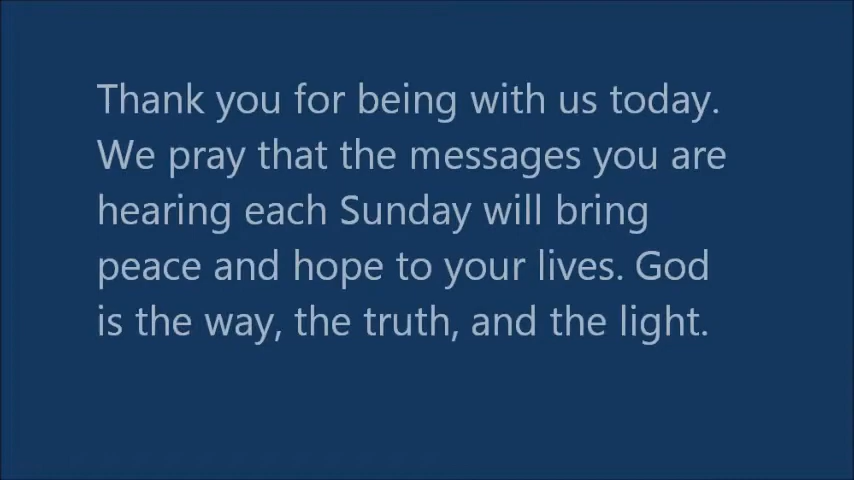 Thank you for being with us today.
We pray that the messages you are
hearing each Sunday will bring
peace and hope to your lives. God
is the way, the truth, and the light.